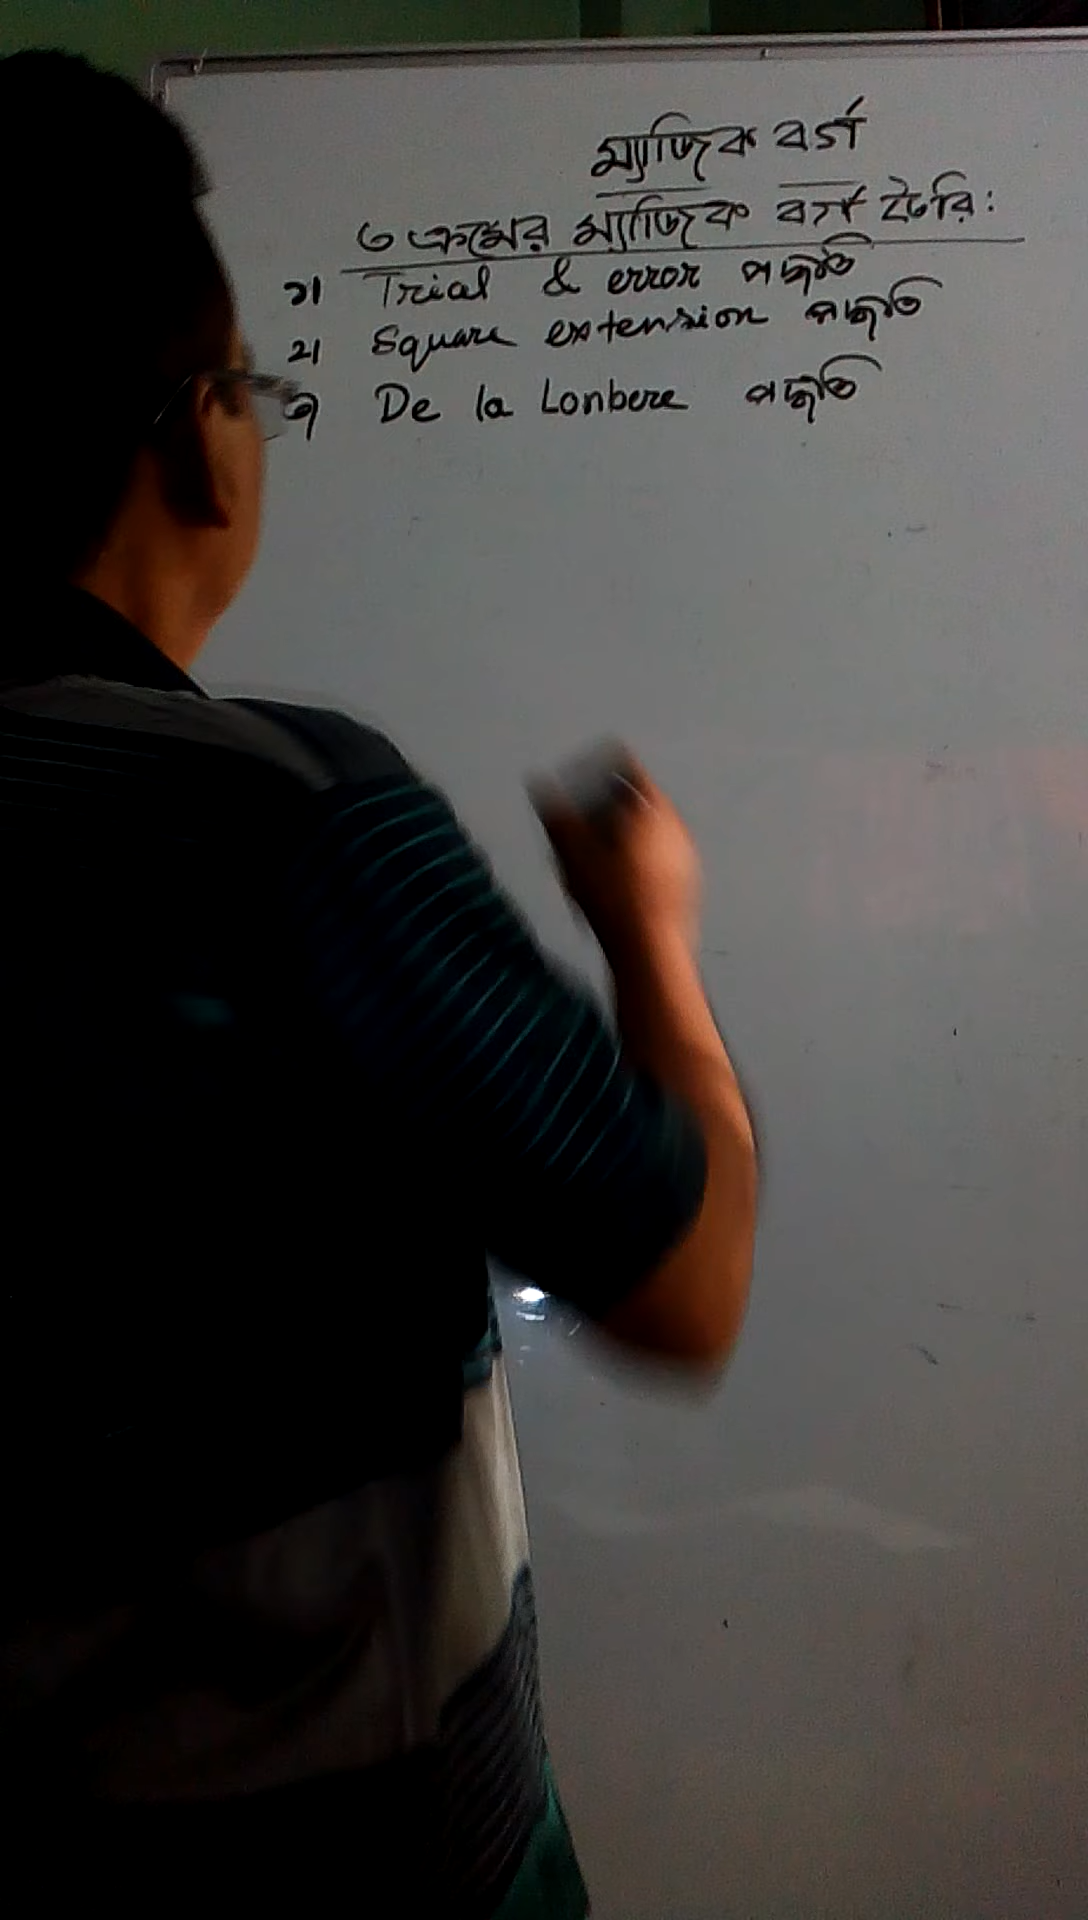 ম্যাজিক বর্গ
৩ ক্রমের ম্যাজিক বর্গ তৈরি:
১। Trial & error পদ্ধতি
২। Square extension পদ্ধতি
৩। De la Lonbere পদ্ধতি